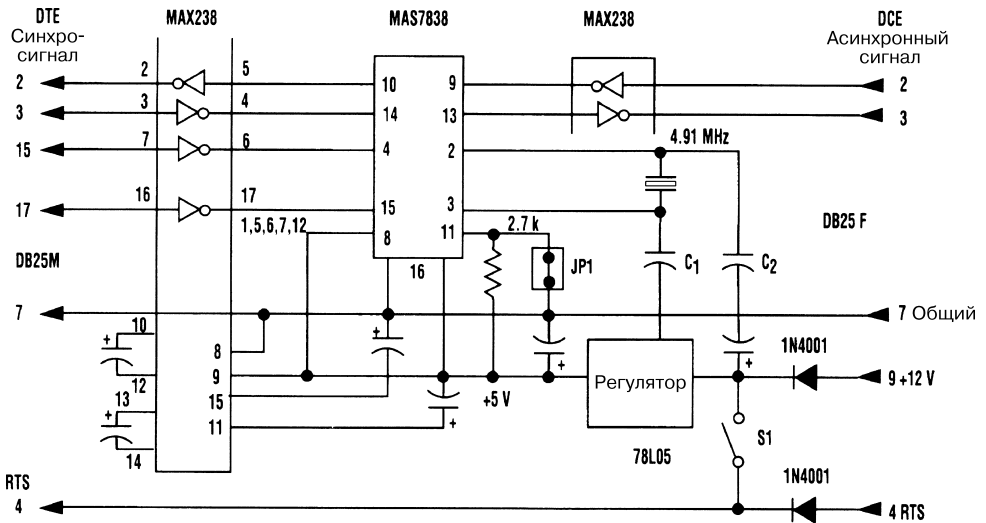 DTE
Синхро-
сигнал
MAX238
MAS7838
MAX238
DCE
Асинхронный
сигнал
2 2 5 10 9 2
3 3 4 14 13 3
15 7 6 4 2 4.91 MHz
17 16 17 15 3
1,5,6,7,12 8 11 2.7 k
DB25 F
DB25M
16
JP1
C1
C2
7
7 Общий
10
8
1N4001
12
9
+5 V
Регулятор
9 +12 V
13
15
11
S1
14
78L05
RTS
4
1N4001
4 RTS